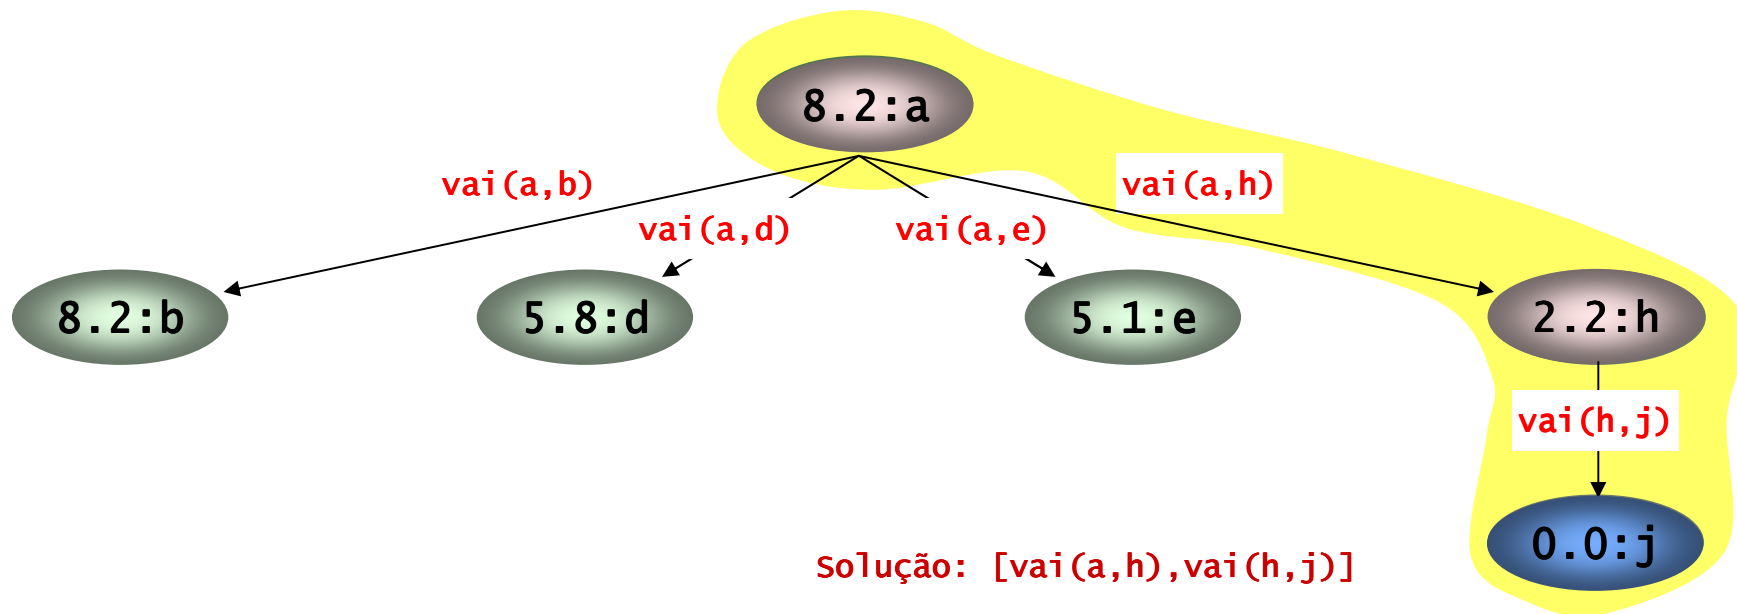 8.2:a
vai(a,b)
vai(a,h)
vai(a,d)
vai(a,e)
8.2:b
5.8:d
5.1:e
2.2:h
vai(h,j)
0.0:j
Solução: [vai(a,h),vai(h,j)]